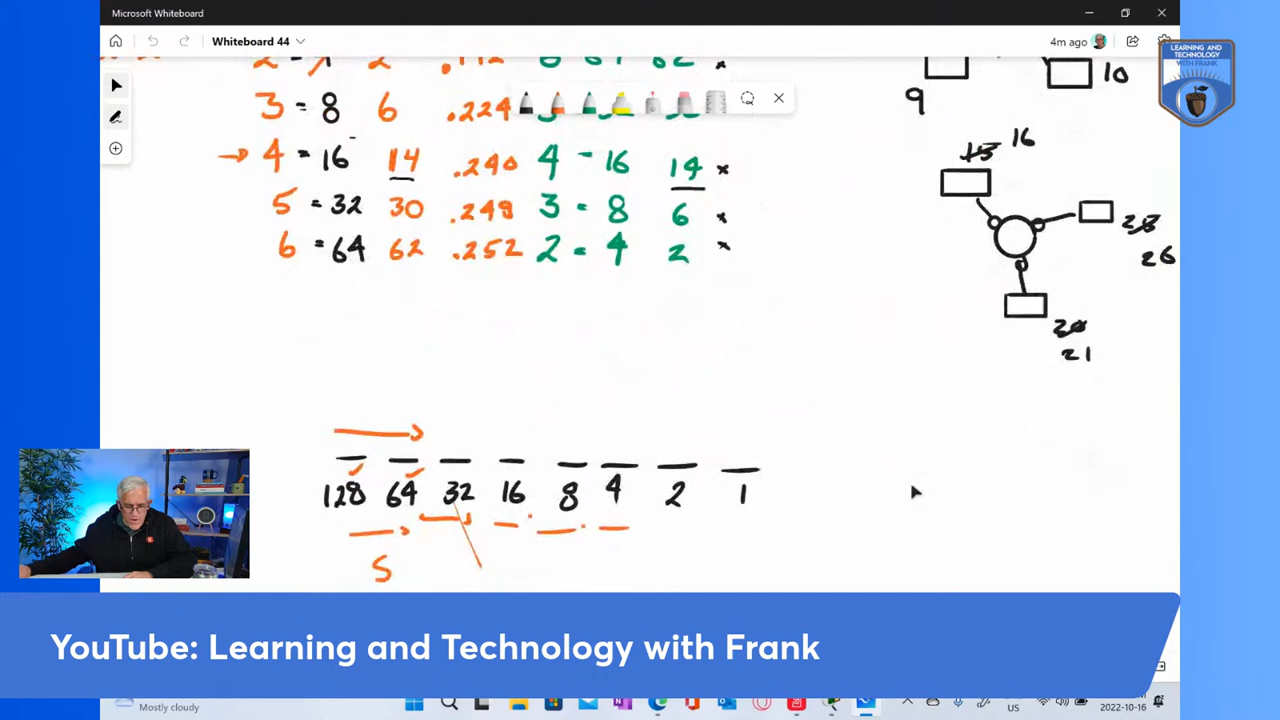 Microsoft Whiteboard
Whiteboard 44
4m ago
LEARNING AND
TECHNOLOGY
WITH FRANK
3 = 8 6 .224
4 = 16 14 .240 4 - 16 14 x
5 = 32 30 .248 3 = 8 6 x
6 = 64 62 .252 2 = 4 2 x
9
10
15 16
26
20
21
128 64 32 16 8 4 2 1
S
YouTube: Learning and Technology with Frank
Mostly cloudy
US
2022-10-16